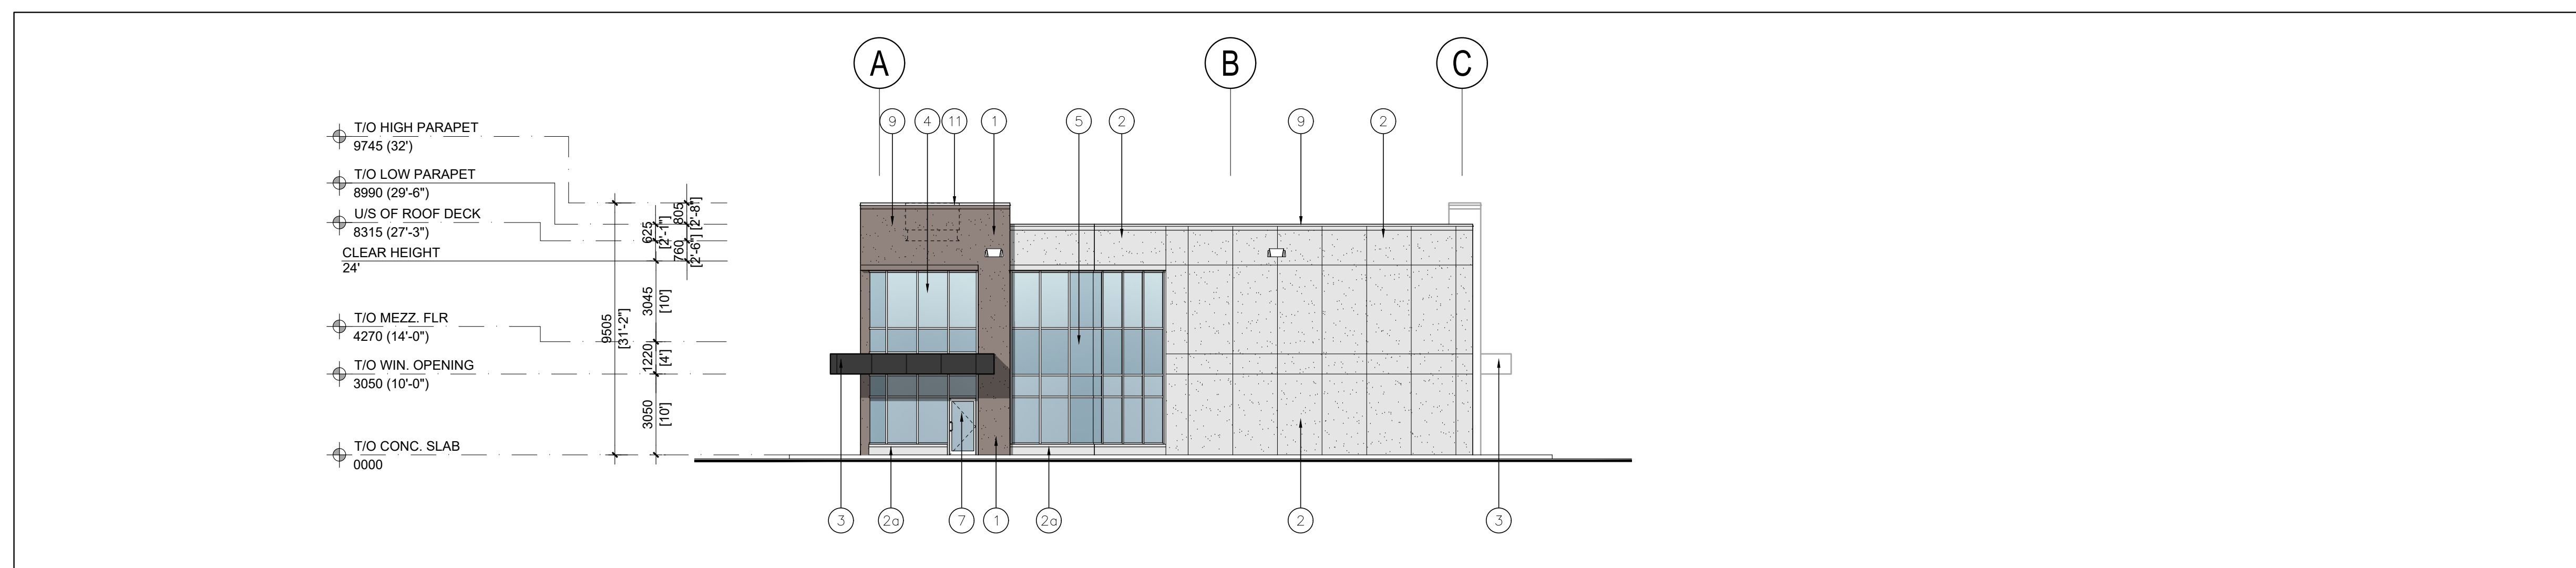 A B C
9 4 11 1 5 2 9 2
T/O HIGH PARAPET
9745 (32')
T/O LOW PARAPET
8990 (29'-6")
U/S OF ROOF DECK
8315 (27'-3")
CLEAR HEIGHT
24'
T/O MEZZ. FLR
4270 (14'-0")
T/O WIN. OPENING
3050 (10'-0")
T/O CONC. SLAB
0000
9505
[31'-2"]
625
[2'-1"]
805
[2'-8"]
760
[2'-6"]
3045
[10']
1220
[4']
3050
[10']
3 2a 7 1 2a 2 3